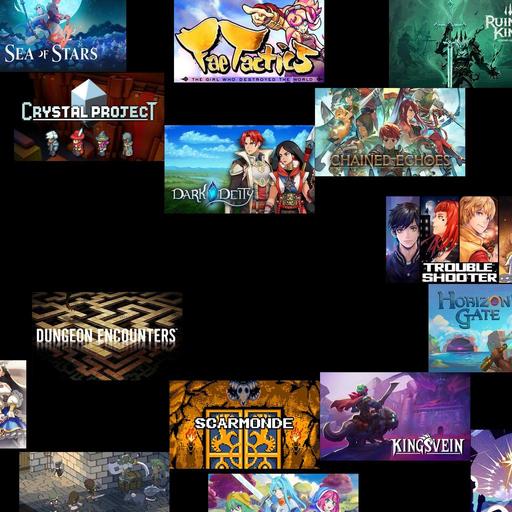 SEA OF STARS
Fae Tactics
THE GIRL WHO DESTROYED THE WORLD
RUIN
KIN
CRYSTAL PROJECT
CHAINED ECHOES
DARK DEITY
TROUBLE
SHOOTER
HORIZON
GATE
DUNGEON ENCOUNTERS
SCARMONDE
KINGSVEIN